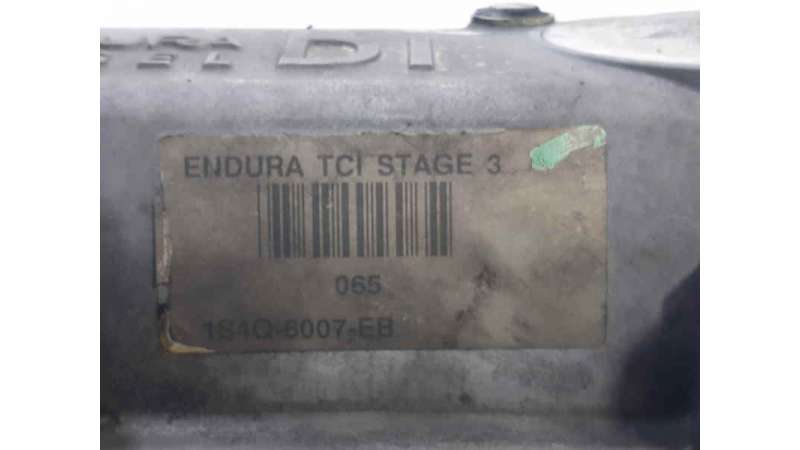 DI
ENDURA TCI STAGE 3
065
1S4Q-6007-EB